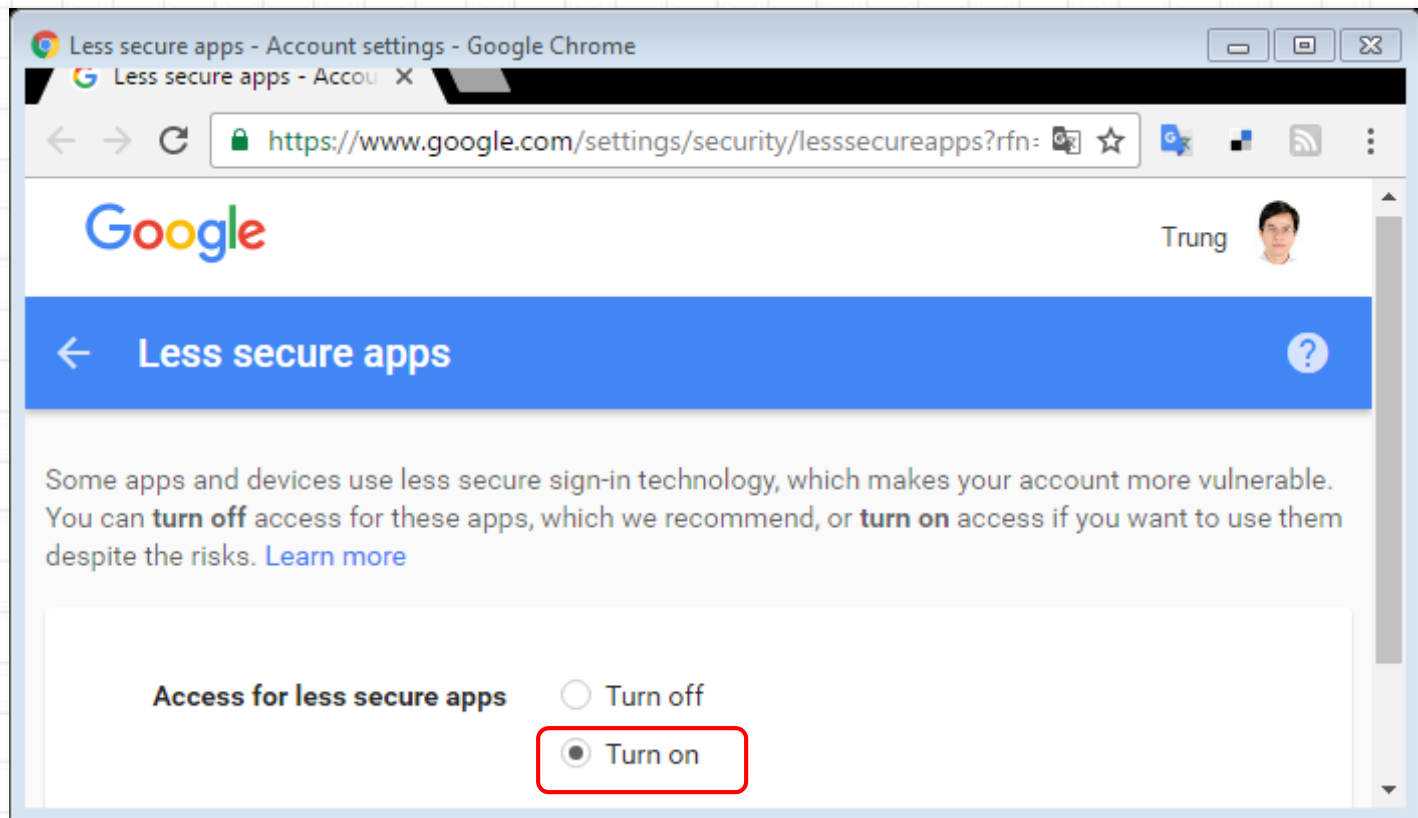 Less secure apps - Account settings - Google Chrome
Less secure apps - Accou
https://www.google.com/settings/security/lesssecureapps?rfn=
Google
Trung
Less secure apps
?
Some apps and devices use less secure sign-in technology, which makes your account more vulnerable.
You can turn off access for these apps, which we recommend, or turn on access if you want to use them
despite the risks. Learn more
Access for less secure apps
Turn off
Turn on